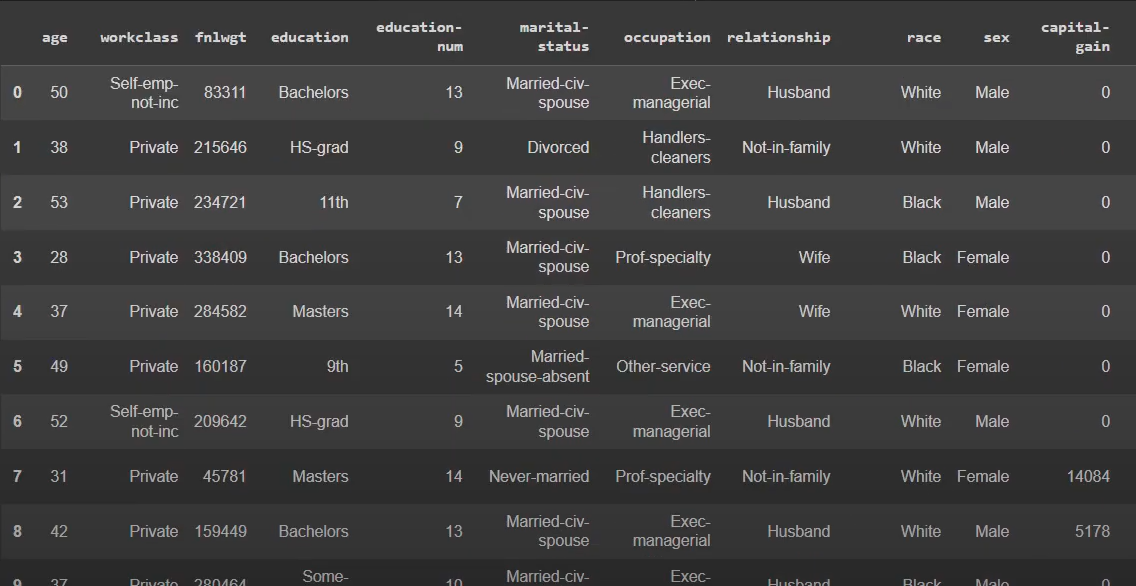 age workclass fnlwgt education education-num marital-status occupation relationship race sex capital-gain
0 50 Self-emp-not-inc 83311 Bachelors 13 Married-civ-spouse Exec-managerial Husband White Male 0
1 38 Private 215646 HS-grad 9 Divorced Handlers-cleaners Not-in-family White Male 0
2 53 Private 234721 11th 7 Married-civ-spouse Handlers-cleaners Husband Black Male 0
3 28 Private 338409 Bachelors 13 Married-civ-spouse Prof-specialty Wife Black Female 0
4 37 Private 284582 Masters 14 Married-civ-spouse Exec-managerial Wife White Female 0
5 49 Private 160187 9th 5 Married-spouse-absent Other-service Not-in-family Black Female 0
6 52 Self-emp-not-inc 209642 HS-grad 9 Married-civ-spouse Exec-managerial Husband White Male 0
7 31 Private 45781 Masters 14 Never-married Prof-specialty Not-in-family White Female 14084
8 42 Private 159449 Bachelors 13 Married-civ-spouse Exec-managerial Husband White Male 5178
9 37 Private 280464 Some- 10 Married-civ- Exec- Husband Black Male 0